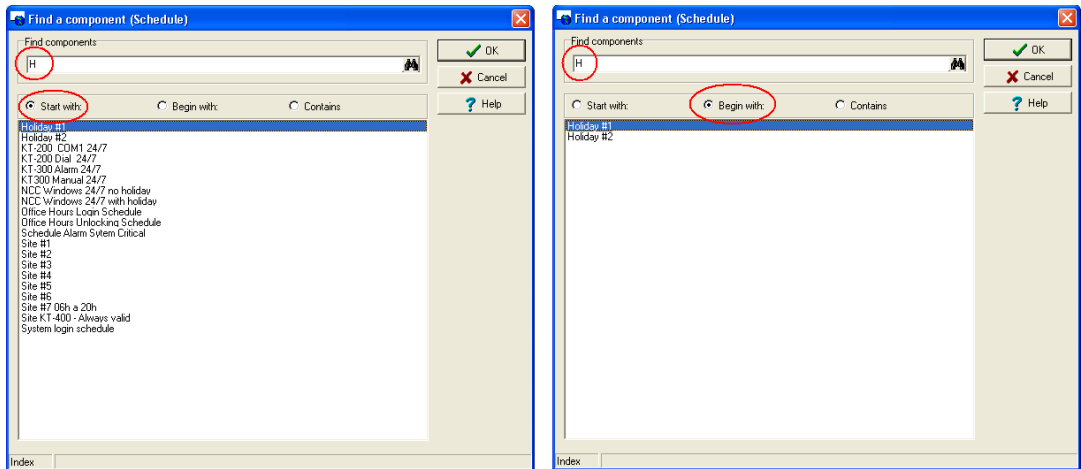 Find a component (Schedule)
Find components
H
OK
Cancel
Help
Start with:
Begin with:
Contains
Holiday #1
Holiday #2
KT-200 COM1 24/7
KT-200 Dial 24/7
KT-300 Alarm 24/7
KT300 Manual 24/7
NCC Windows 24/7 no holiday
NCC Windows 24/7 with holiday
Office Hours Login Schedule
Office Hours Unlocking Schedule
Schedule Alarm Sytem Critical
Site #1
Site #2
Site #3
Site #4
Site #5
Site #6
Site #7 06h a 20h
Site KT-400 - Always valid
System login schedule
Index
Find a component (Schedule)
Find components
H
OK
Cancel
Help
Start with:
Begin with:
Contains
Holiday #1
Holiday #2
Index